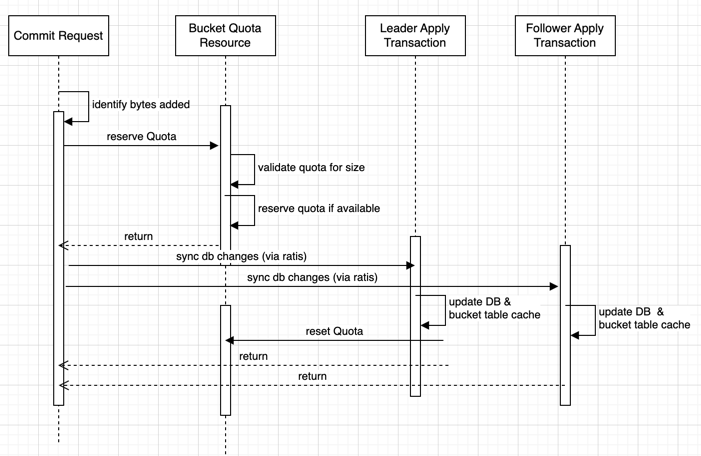 Commit Request
Bucket Quota
Resource
Leader Apply
Transaction
Follower Apply
Transaction
identify bytes added
reserve Quota
validate quota for size
reserve quota if available
return
sync db changes (via ratis)
sync db changes (via ratis)
update DB &
bucket table cache
update DB &
bucket table cache
reset Quota
return
return